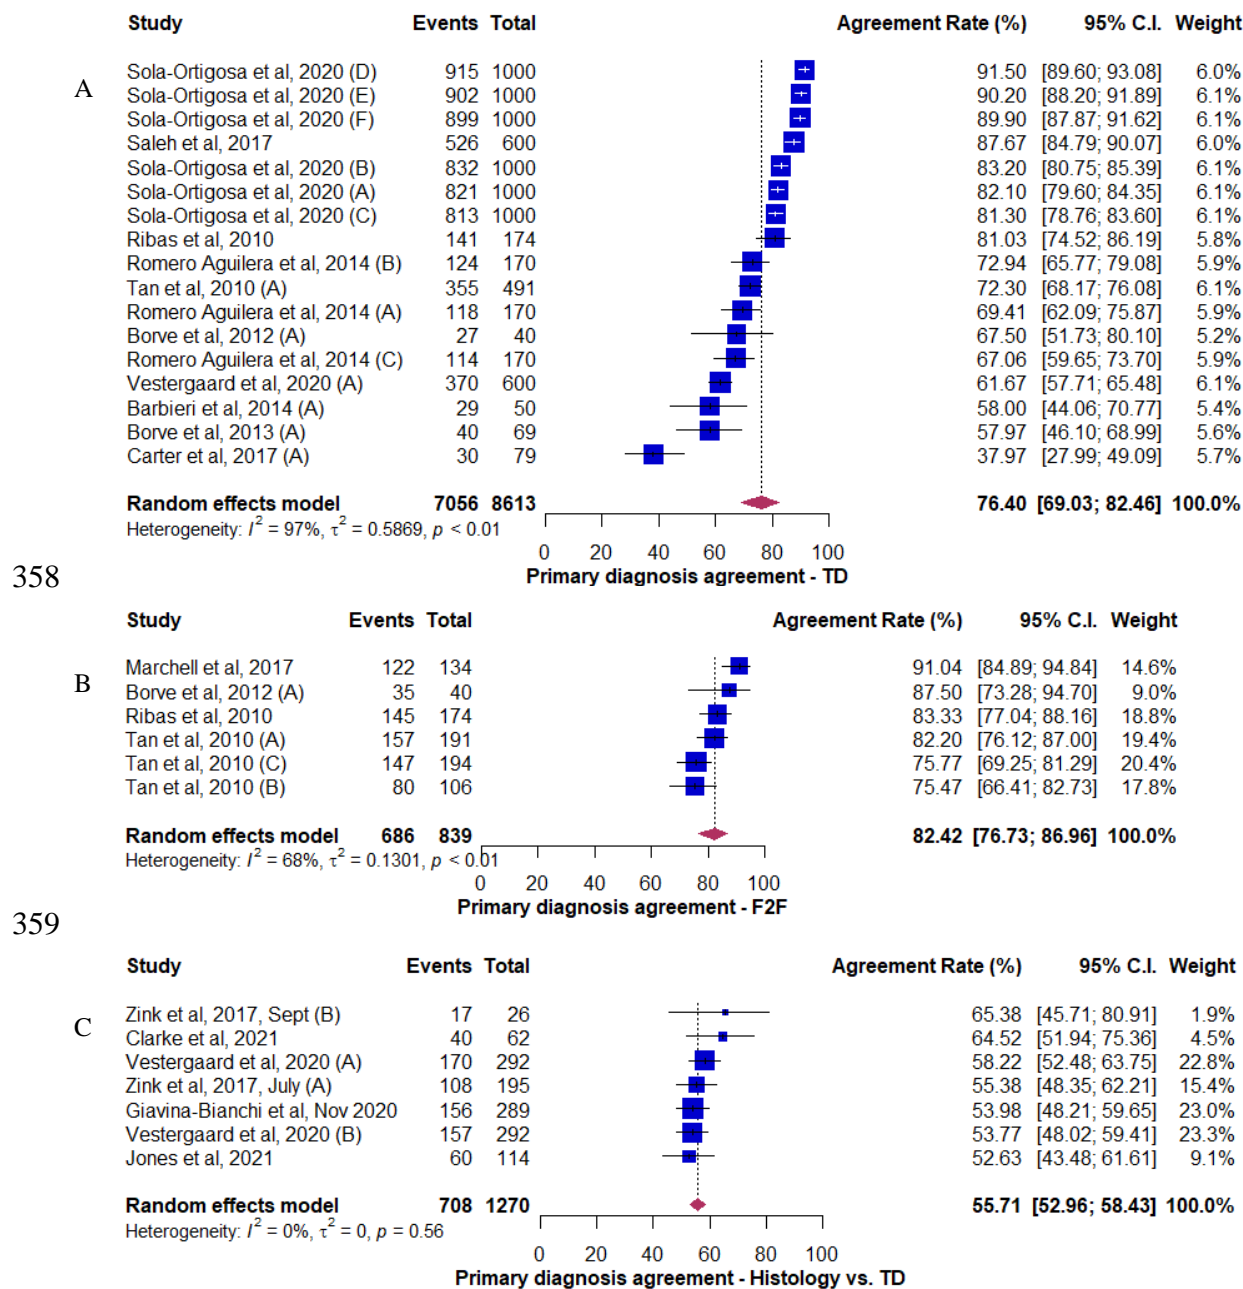 Study Events Total Agreement Rate (%) 95% C.I. Weight
A
Sola-Ortigosa et al, 2020 (D) 915 1000 91.50 [89.60; 93.08] 6.0%
Sola-Ortigosa et al, 2020 (E) 902 1000 90.20 [88.20; 91.89] 6.1%
Sola-Ortigosa et al, 2020 (F) 899 1000 89.90 [87.87; 91.62] 6.1%
Saleh et al, 2017 526 600 87.67 [84.79; 90.07] 6.0%
Sola-Ortigosa et al, 2020 (B) 832 1000 83.20 [80.75; 85.39] 6.1%
Sola-Ortigosa et al, 2020 (A) 821 1000 82.10 [79.60; 84.35] 6.1%
Sola-Ortigosa et al, 2020 (C) 813 1000 81.30 [78.76; 83.60] 6.1%
Ribas et al, 2010 141 174 81.03 [74.52; 86.19] 5.8%
Romero Aguilera et al, 2014 (B) 124 170 72.94 [65.77; 79.08] 5.9%
Tan et al, 2010 (A) 355 491 72.30 [68.17; 76.08] 6.1%
Romero Aguilera et al, 2014 (A) 118 170 69.41 [62.09; 75.87] 5.9%
Borve et al, 2012 (A) 27 40 67.50 [51.73; 80.10] 5.2%
Romero Aguilera et al, 2014 (C) 114 170 67.06 [59.65; 73.70] 5.9%
Vestergaard et al, 2020 (A) 370 600 61.67 [57.71; 65.48] 6.1%
Barbieri et al, 2014 (A) 29 50 58.00 [44.06; 70.77] 5.4%
Borve et al, 2013 (A) 40 69 57.97 [46.10; 68.99] 5.6%
Carter et al, 2017 (A) 30 79 37.97 [27.99; 49.09] 5.7%
Random effects model 7056 8613 76.40 [69.03; 82.46] 100.0%
Heterogeneity: I² = 97%, τ² = 0.5869, p < 0.01
0 20 40 60 80 100
Primary diagnosis agreement - TD
358
Study Events Total Agreement Rate (%) 95% C.I. Weight
B
Marchell et al, 2017 122 134 91.04 [84.89; 94.84] 14.6%
Borve et al, 2012 (A) 35 40 87.50 [73.28; 94.70] 9.0%
Ribas et al, 2010 145 174 83.33 [77.04; 88.16] 18.8%
Tan et al, 2010 (A) 157 191 82.20 [76.12; 87.00] 19.4%
Tan et al, 2010 (C) 147 194 75.77 [69.25; 81.29] 20.4%
Tan et al, 2010 (B) 80 106 75.47 [66.41; 82.73] 17.8%
Random effects model 686 839 82.42 [76.73; 86.96] 100.0%
Heterogeneity: I² = 68%, τ² = 0.1301, p < 0.01
0 20 40 60 80 100
Primary diagnosis agreement - F2F
359
Study Events Total Agreement Rate (%) 95% C.I. Weight
C
Zink et al, 2017, Sept (B) 17 26 65.38 [45.71; 80.91] 1.9%
Clarke et al, 2021 40 62 64.52 [51.94; 75.36] 4.5%
Vestergaard et al, 2020 (A) 170 292 58.22 [52.48; 63.75] 22.8%
Zink et al, 2017, July (A) 108 195 55.38 [48.35; 62.21] 15.4%
Giavina-Bianchi et al, Nov 2020 156 289 53.98 [48.21; 59.65] 23.0%
Vestergaard et al, 2020 (B) 157 292 53.77 [48.02; 59.41] 23.3%
Jones et al, 2021 60 114 52.63 [43.48; 61.61] 9.1%
Random effects model 708 1270 55.71 [52.96; 58.43] 100.0%
Heterogeneity: I² = 0%, τ² = 0, p = 0.56
0 20 40 60 80 100
Primary diagnosis agreement - Histology vs. TD